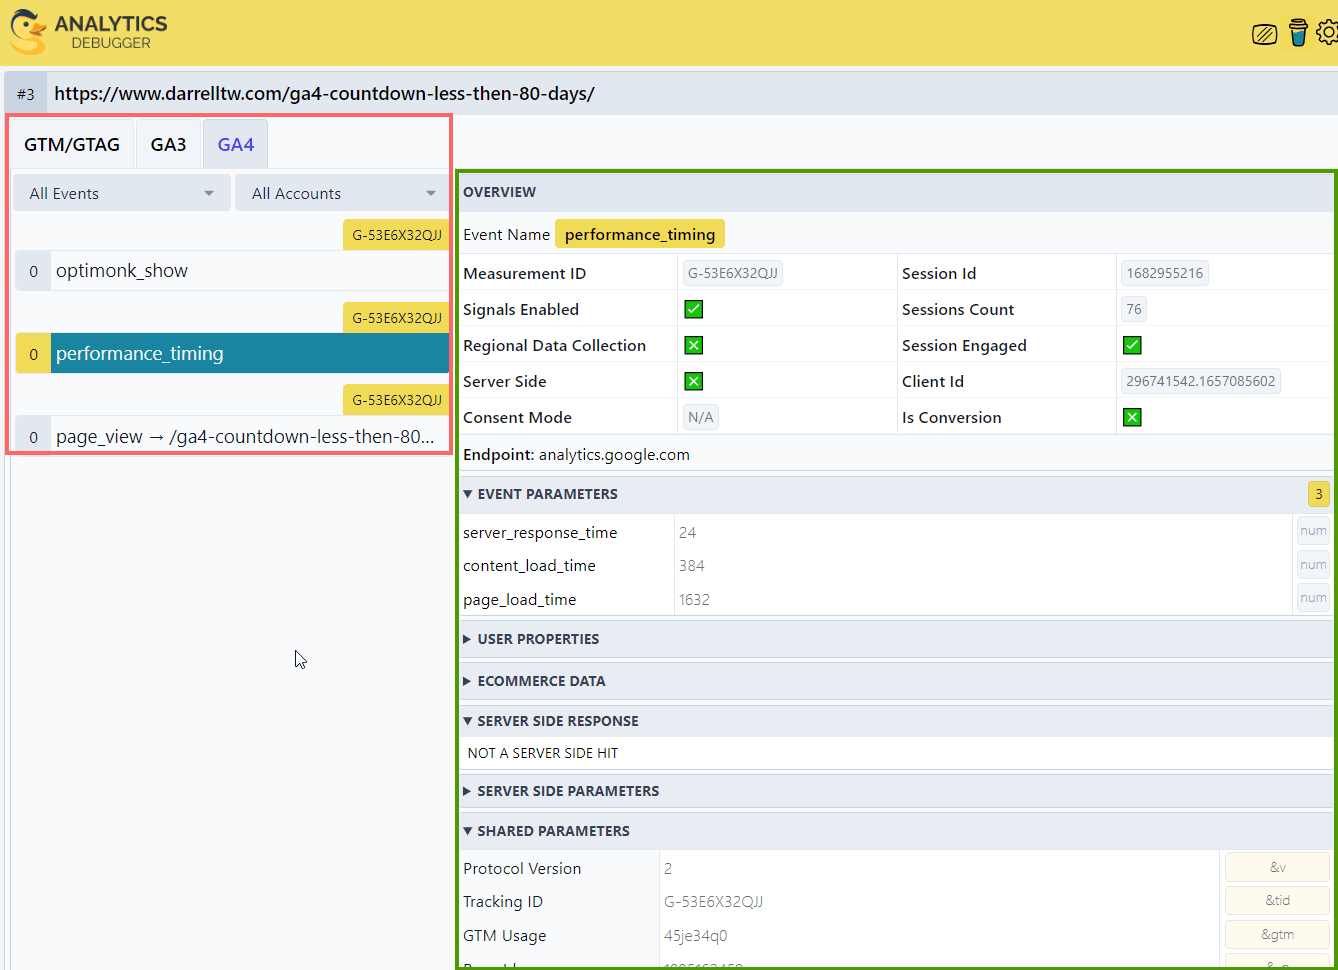 ANALYTICS
DEBUGGER
#3 https://www.darrelltw.com/ga4-countdown-less-then-80-days/
GTM/GTAG GA3 GA4
All Events All Accounts
G-53E6X32QJJ
0 optimonk_show
G-53E6X32QJJ
0 performance_timing
G-53E6X32QJJ
0 page_view → /ga4-countdown-less-then-80...
OVERVIEW
Event Name performance_timing
Measurement ID G-53E6X32QJJ Session Id 1682955216
Signals Enabled Sessions Count 76
Regional Data Collection Session Engaged
Server Side Client Id 296741542.1657085602
Consent Mode N/A Is Conversion
Endpoint: analytics.google.com
EVENT PARAMETERS 3
server_response_time 24 num
content_load_time 384 num
page_load_time 1632 num
USER PROPERTIES
ECOMMERCE DATA
SERVER SIDE RESPONSE
NOT A SERVER SIDE HIT
SERVER SIDE PARAMETERS
SHARED PARAMETERS
Protocol Version 2 &v
Tracking ID G-53E6X32QJJ &tid
GTM Usage 45je34q0 &gtm